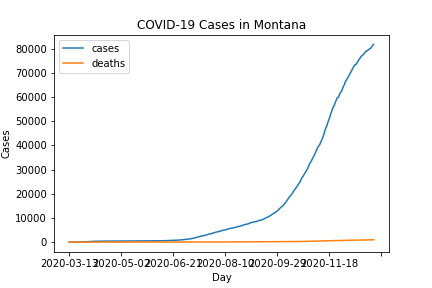 COVID-19 Cases in Montana
cases
deaths
80000
70000
60000
50000
40000
30000
20000
10000
0
Cases
2020-03-13 2020-05-02 2020-06-21 2020-08-10 2020-09-29 2020-11-18
Day